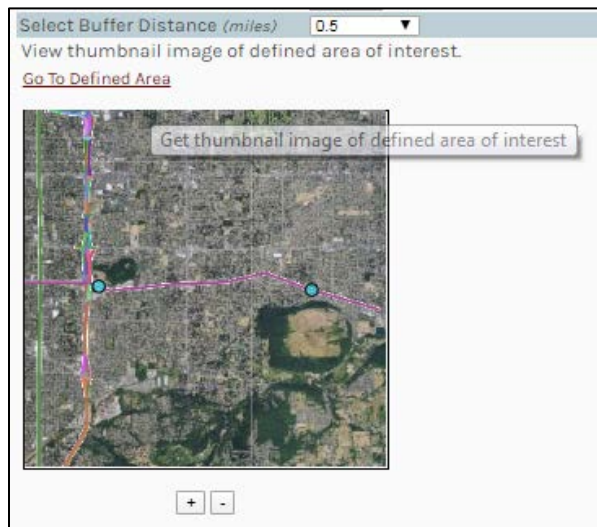 Select Buffer Distance (miles) 0.5
View thumbnail image of defined area of interest.
Go To Defined Area
Get thumbnail image of defined area of interest
+ -